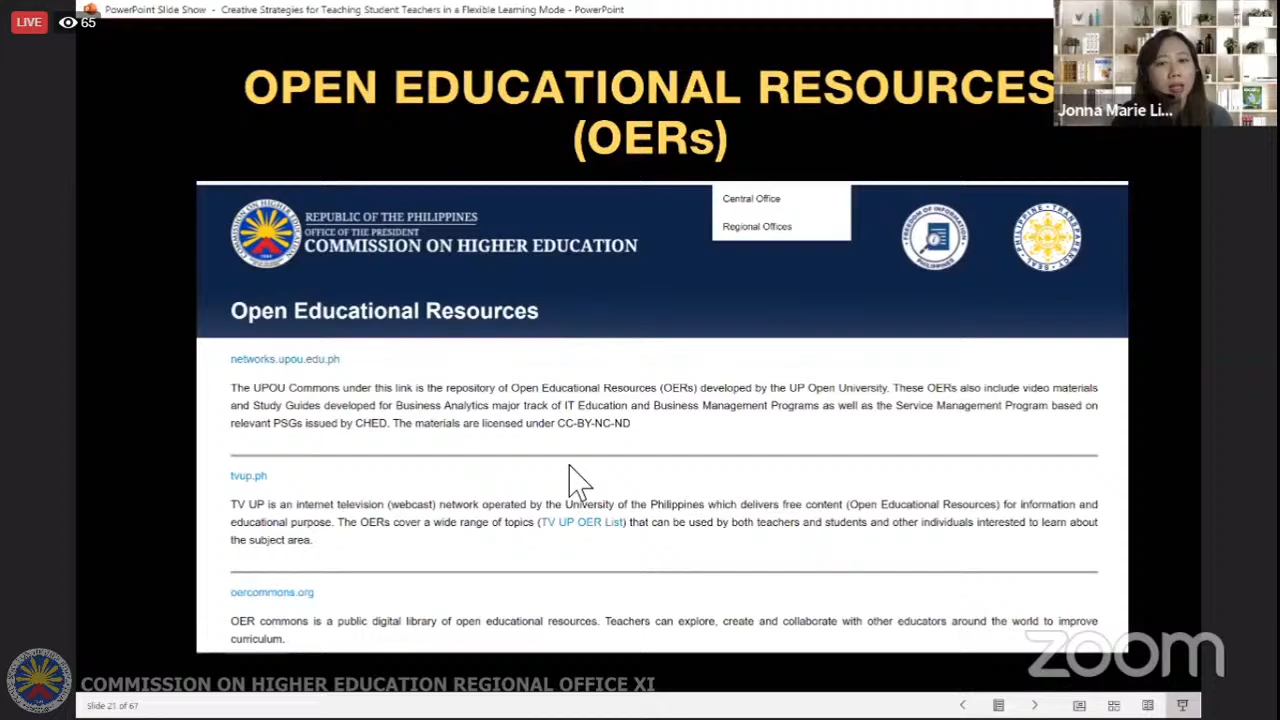 PowerPoint Slide Show - Creative Strategies for Teaching Student Teachers in a Flexible Learning Mode - PowerPoint
LIVE 65
OPEN EDUCATIONAL RESOURCES
(OERs)
Jonna Marie Li...
Central Office
Regional Offices
REPUBLIC OF THE PHILIPPINES
OFFICE OF THE PRESIDENT
COMMISSION ON HIGHER EDUCATION
FREEDOM OF INFORMATION
PHILIPPINES
PHILIPPINE TRANSPARENCY SEAL
Open Educational Resources
networks.upou.edu.ph
The UPOU Commons under this link is the repository of Open Educational Resources (OERs) developed by the UP Open University. These OERs also include video materials
and Study Guides developed for Business Analytics major track of IT Education and Business Management Programs as well as the Service Management Program based on
relevant PSGs issued by CHED. The materials are licensed under CC-BY-NC-ND
tvup.ph
TV UP is an internet television (webcast) network operated by the University of the Philippines which delivers free content (Open Educational Resources) for information and
educational purpose. The OERs cover a wide range of topics (TV UP OER List) that can be used by both teachers and students and other individuals interested to learn about
the subject area.
oercommons.org
OER commons is a public digital library of open educational resources. Teachers can explore, create and collaborate with other educators around the world to improve
curriculum.
zoom
COMMISSION ON HIGHER EDUCATION REGIONAL OFFICE XI
Slide 21 of 67